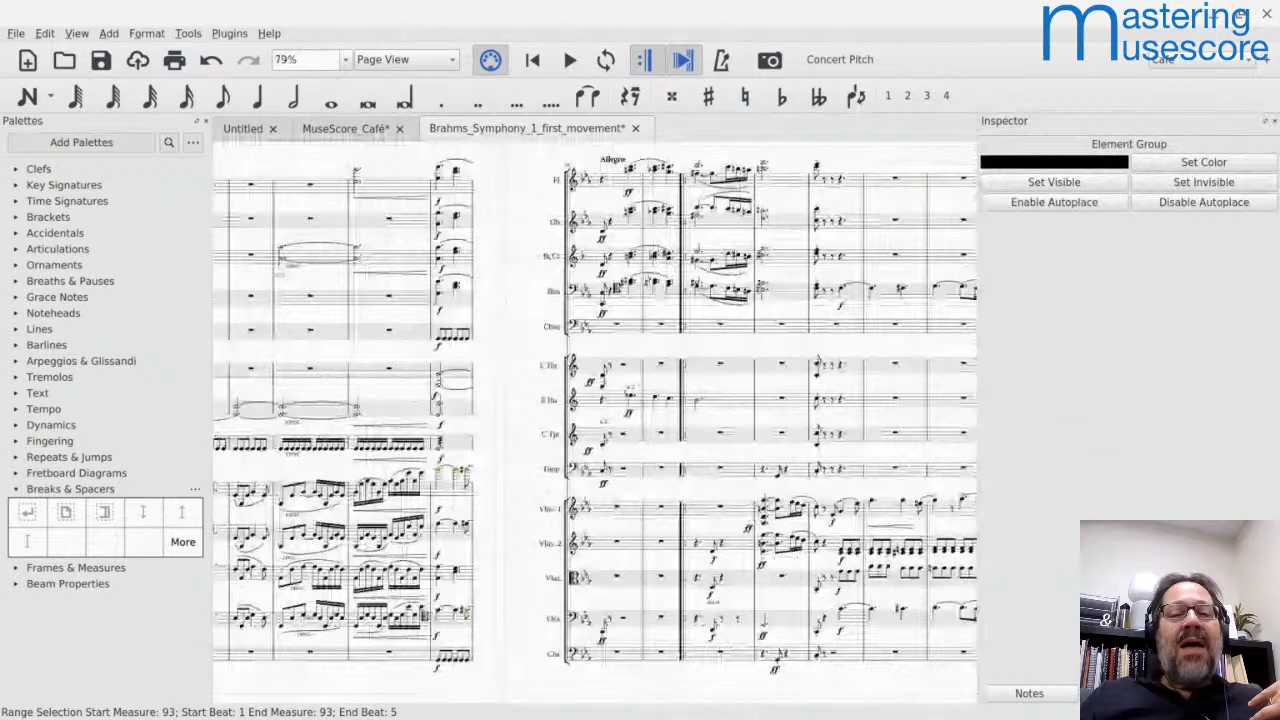 Mastering
Musescore
File Edit View Add Format Tools Plugins Help
79% Page View Concert Pitch
1 2 3 4
Palettes
Untitled MuseScore_Café* Brahms_Symphony_1_first_movement*
Inspector
Add Palettes
Element Group
Set Color
Set Visible Set Invisible
Enable Autoplace Disable Autoplace
Clefs
Key Signatures
Time Signatures
Brackets
Accidentals
Articulations
Ornaments
Breaths & Pauses
Grace Notes
Noteheads
Lines
Barlines
Arpeggios & Glissandi
Tremolos
Text
Tempo
Dynamics
Fingering
Repeats & Jumps
Fretboard Diagrams
Breaks & Spacers
More
Frames & Measures
Beam Properties
Allegro
Notes
Range Selection Start Measure: 93; Start Beat: 1 End Measure: 93; End Beat: 5